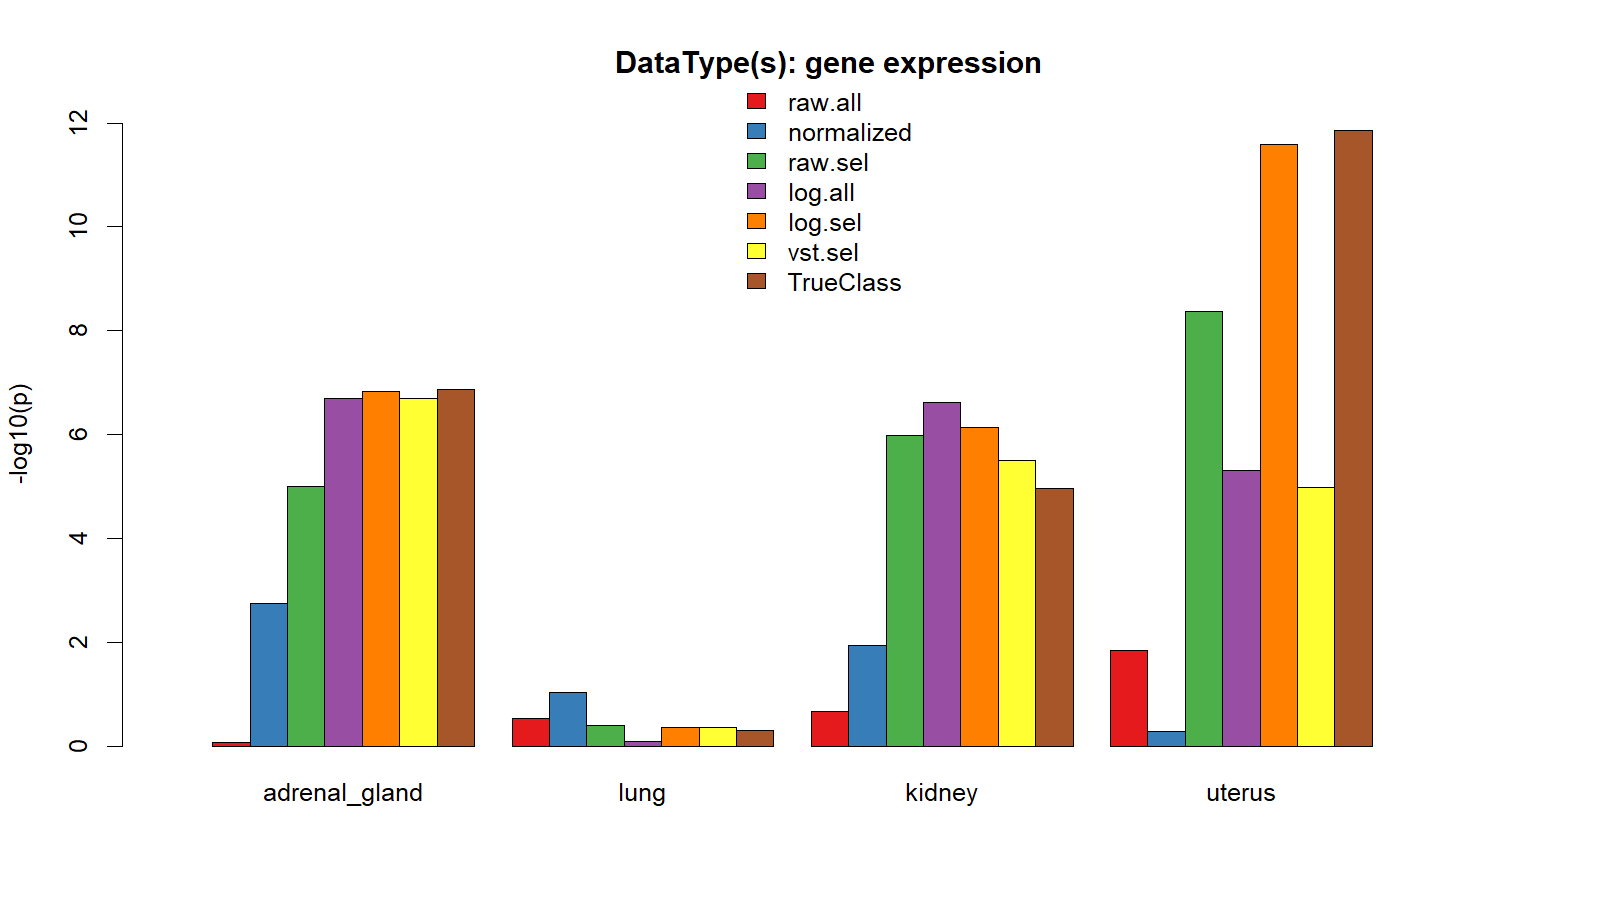 DataType(s): gene expression
raw.all
normalized
raw.sel
log.all
log.sel
vst.sel
TrueClass
12
10
8
6
4
2
0
-log10(p)
adrenal_gland
lung
kidney
uterus